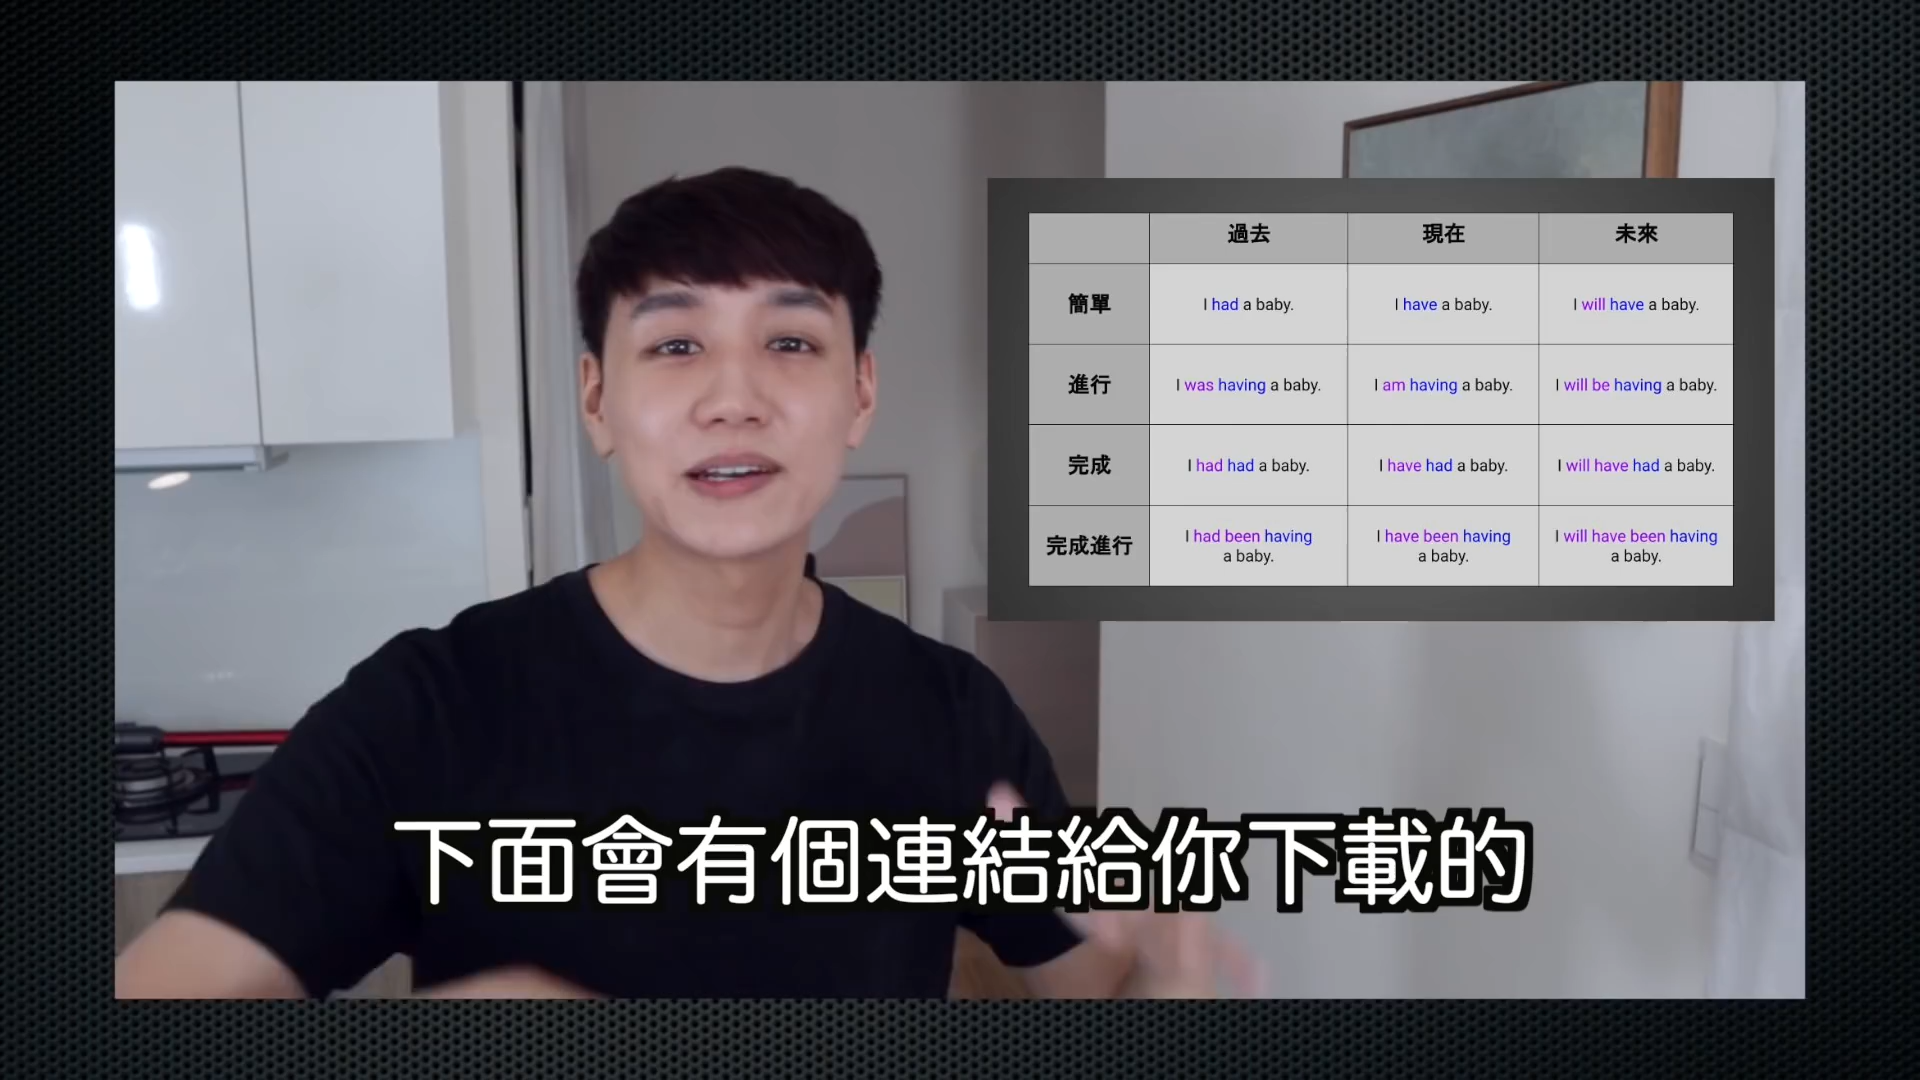 過去 現在 未來
簡單 I had a baby. I have a baby. I will have a baby.
進行 I was having a baby. I am having a baby. I will be having a baby.
完成 I had had a baby. I have had a baby. I will have had a baby.
完成進行 I had been having a baby. I have been having a baby. I will have been having a baby.
下面會有個連結給你下載的